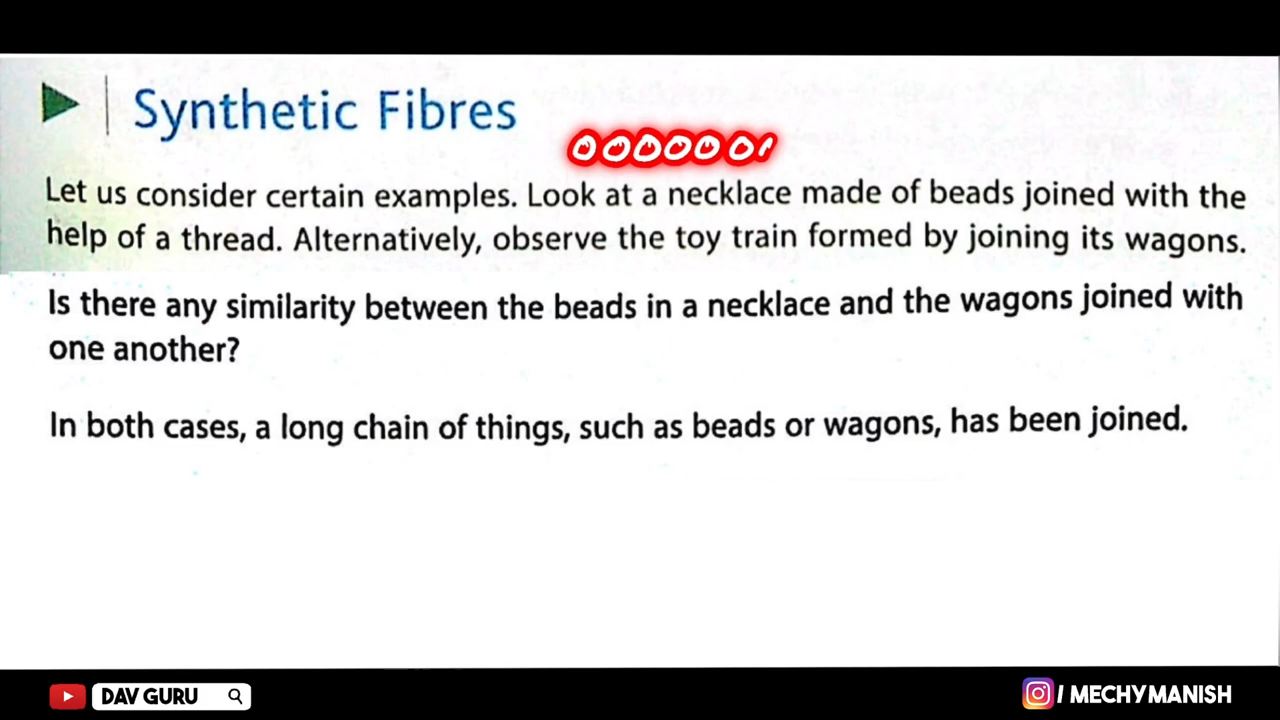 Synthetic Fibres
Let us consider certain examples. Look at a necklace made of beads joined with the
help of a thread. Alternatively, observe the toy train formed by joining its wagons.
Is there any similarity between the beads in a necklace and the wagons joined with
one another?
In both cases, a long chain of things, such as beads or wagons, has been joined.
DAV GURU
/ MECHYMANISH